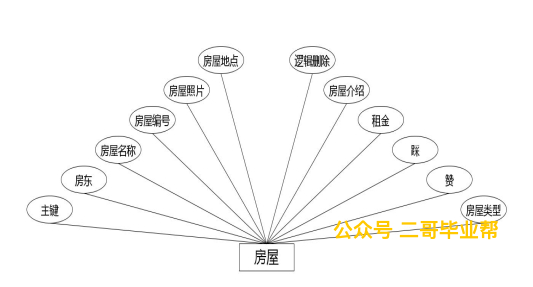 房屋地点
逻辑删除
房屋照片
房屋介绍
房屋编号
租金
房屋名称
踩
房东
赞
主键
房屋类型
公众号 二哥毕业帮
房屋